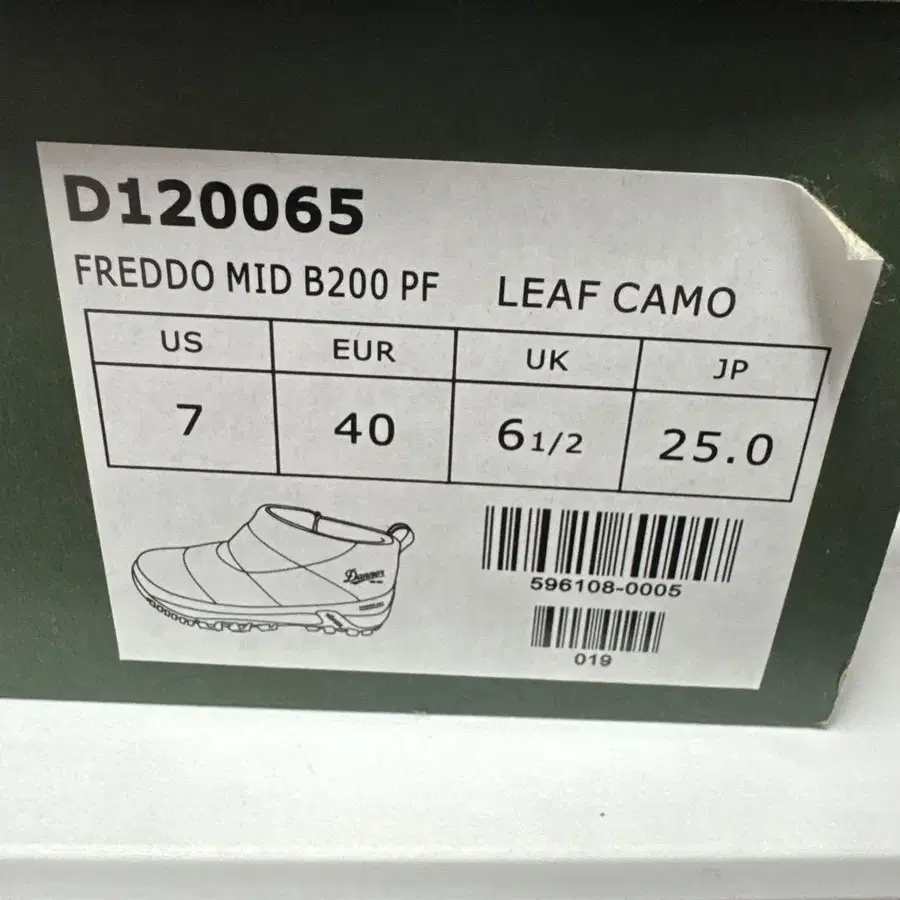 D120065
FREDDO MID B200 PF LEAF CAMO
US EUR UK JP
7 40 6 1/2 25.0
Danner
596108-0005
019